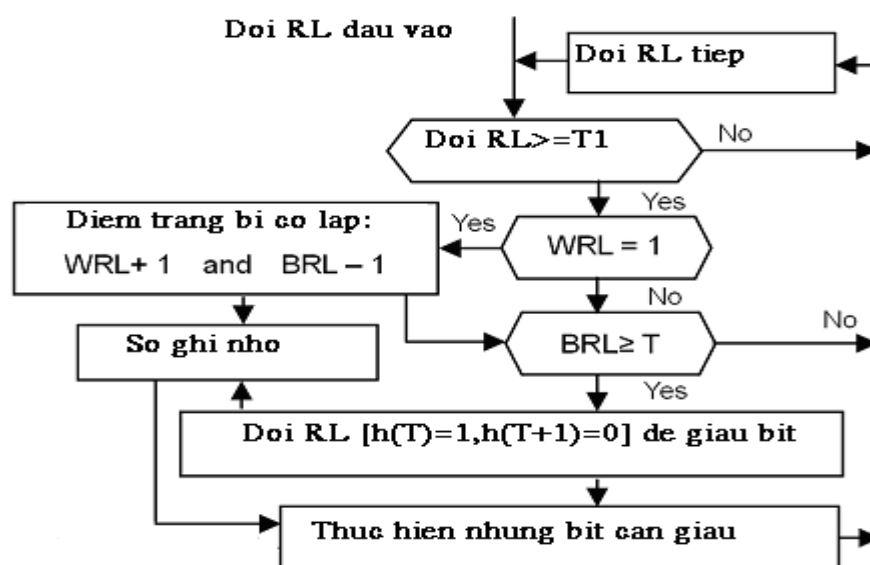 Doi RL dau vao
Doi RL tiep
Doi RL>=T1
No
Yes
Diem trang bi co lap:
WRL+ 1 and BRL – 1
Yes
WRL = 1
No
So ghi nho
BRL≥ T
No
Yes
Doi RL [h(T)=1,h(T+1)=0] de giau bit
Thuc hien nhung bit can giau